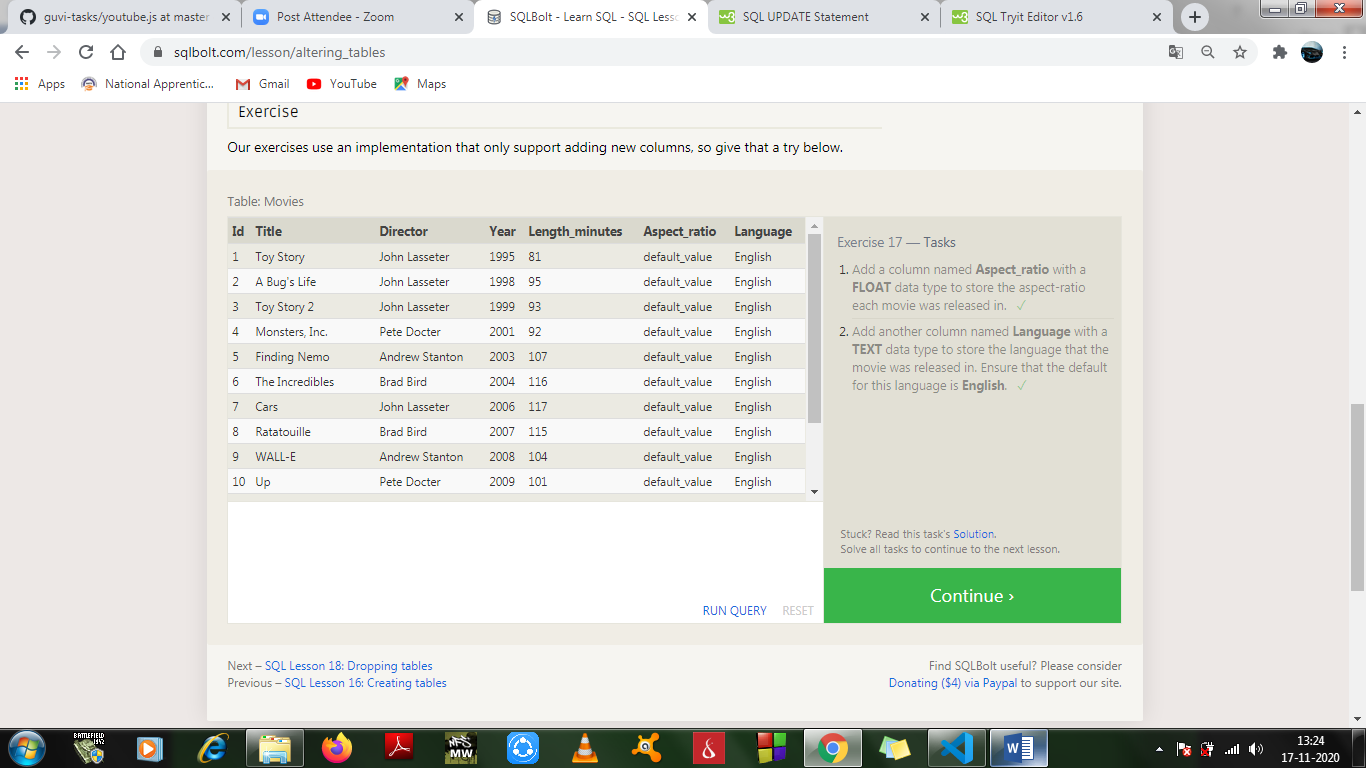 guvi-tasks/youtube.js at master
Post Attendee - Zoom
SQLBolt - Learn SQL - SQL Less
SQL UPDATE Statement
SQL Tryit Editor v1.6
sqlbolt.com/lesson/altering_tables
Apps
National Apprentic...
Gmail
YouTube
Maps
Exercise
Our exercises use an implementation that only support adding new columns, so give that a try below.
Table: Movies
Id Title Director Year Length_minutes Aspect_ratio Language
1 Toy Story John Lasseter 1995 81 default_value English
2 A Bug's Life John Lasseter 1998 95 default_value English
3 Toy Story 2 John Lasseter 1999 93 default_value English
4 Monsters, Inc. Pete Docter 2001 92 default_value English
5 Finding Nemo Andrew Stanton 2003 107 default_value English
6 The Incredibles Brad Bird 2004 116 default_value English
7 Cars John Lasseter 2006 117 default_value English
8 Ratatouille Brad Bird 2007 115 default_value English
9 WALL-E Andrew Stanton 2008 104 default_value English
10 Up Pete Docter 2009 101 default_value English
RUN QUERY RESET
Exercise 17 — Tasks
1. Add a column named Aspect_ratio with a
FLOAT data type to store the aspect-ratio
each movie was released in. ✓
2. Add another column named Language with a
TEXT data type to store the language that the
movie was released in. Ensure that the default
for this language is English. ✓
Stuck? Read this task's Solution.
Solve all tasks to continue to the next lesson.
Continue ›
Next – SQL Lesson 18: Dropping tables
Previous – SQL Lesson 16: Creating tables
Find SQLBolt useful? Please consider
Donating ($4) via Paypal to support our site.
BATTLEFIELD
1942
NFS
MW
13:24
17-11-2020